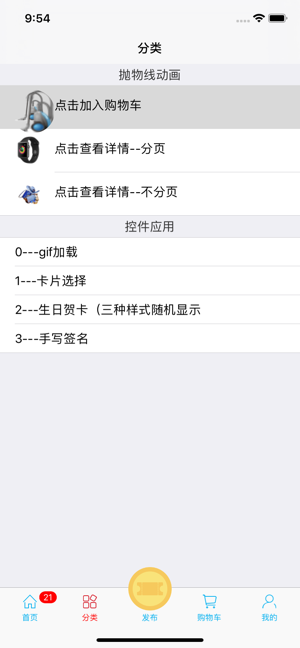 9:54
分类
抛物线动画
点击加入购物车
点击查看详情--分页
点击查看详情--不分页
控件应用
0---gif加载
1---卡片选择
2---生日贺卡（三种样式随机显示
3---手写签名
21
首页
分类
发布
购物车
我的